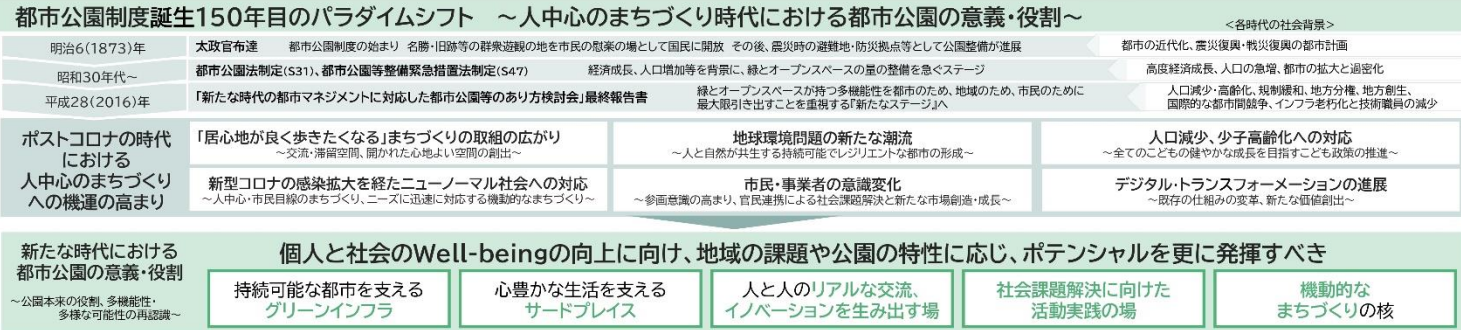 都市公園制度誕生150年目のパラダイムシフト　～人中心のまちづくり時代における都市公園の意義・役割～
＜各時代の社会背景＞
明治6(1873)年
太政官布達　都市公園制度の始まり　名勝・旧跡等の群衆遊観の地を市民の慰楽の場として国民に開放　その後、震災時の避難地・防災拠点等として公園整備が進展
都市の近代化、震災復興・戦災復興の都市計画
昭和30年代～
都市公園法制定(S31)、都市公園等整備緊急措置法制定(S47)　経済成長、人口増加等を背景に、緑とオープンスペースの量の整備を急ぐステージ
高度経済成長、人口の急増、都市の拡大と過密化
平成28(2016)年
「新たな時代の都市マネジメントに対応した都市公園等のあり方検討会」最終報告書
緑とオープンスペースが持つ多機能性を都市のため、地域のため、市民のために
最大限引き出すことを重視する『新たなステージ』へ
人口減少・高齢化、規制緩和、地方分権、地方創生、
国際的な都市間競争、インフラ老朽化と技術職員の減少
ポストコロナの時代
における
人中心のまちづくり
への機運の高まり
「居心地が良く歩きたくなる」まちづくりの取組の広がり
～交流・滞留空間、開かれた心地よい空間の創出～
地球環境問題の新たな潮流
～人と自然が共生する持続可能でレジリエントな都市の形成～
人口減少、少子高齢化への対応
～全てのこどもの健やかな成長を目指すこども政策の推進～
新型コロナの感染拡大を経たニューノーマル社会への対応
～人中心・市民目線のまちづくり、ニーズに迅速に対応する機動的なまちづくり～
市民・事業者の意識変化
～参画意識の高まり、官民連携による社会課題解決と新たな市場創造・成長～
デジタル・トランスフォーメーションの進展
～既存の仕組みの変革、新たな価値創出～
新たな時代における
都市公園の意義・役割
～公園本来の役割、多機能性・
多様な可能性の再認識～
個人と社会のWell-beingの向上に向け、地域の課題や公園の特性に応じ、ポテンシャルを更に発揮すべき
持続可能な都市を支える
グリーンインフラ
心豊かな生活を支える
サードプレイス
人と人のリアルな交流、
イノベーションを生み出す場
社会課題解決に向けた
活動実践の場
機動的な
まちづくりの核